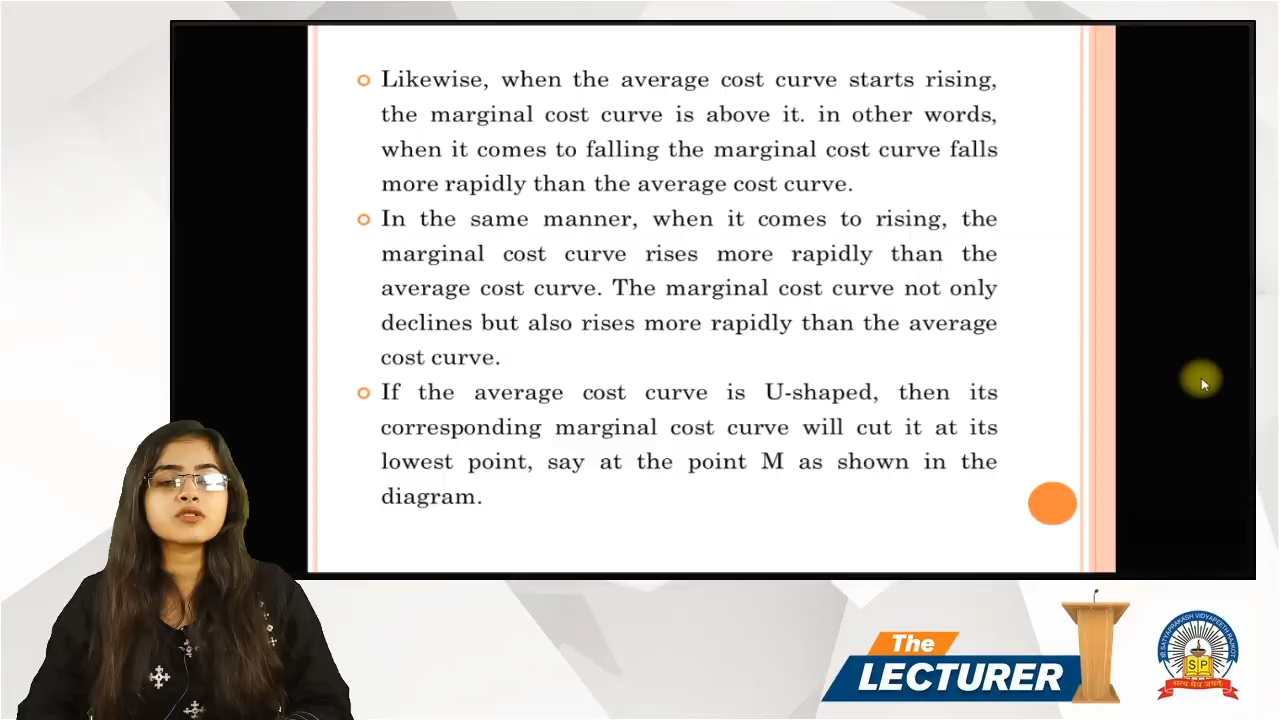 Likewise, when the average cost curve starts rising,
the marginal cost curve is above it. in other words,
when it comes to falling the marginal cost curve falls
more rapidly than the average cost curve.
In the same manner, when it comes to rising, the
marginal cost curve rises more rapidly than the
average cost curve. The marginal cost curve not only
declines but also rises more rapidly than the average
cost curve.
If the average cost curve is U-shaped, then its
corresponding marginal cost curve will cut it at its
lowest point, say at the point M as shown in the
diagram.
The
LECTURER
SP